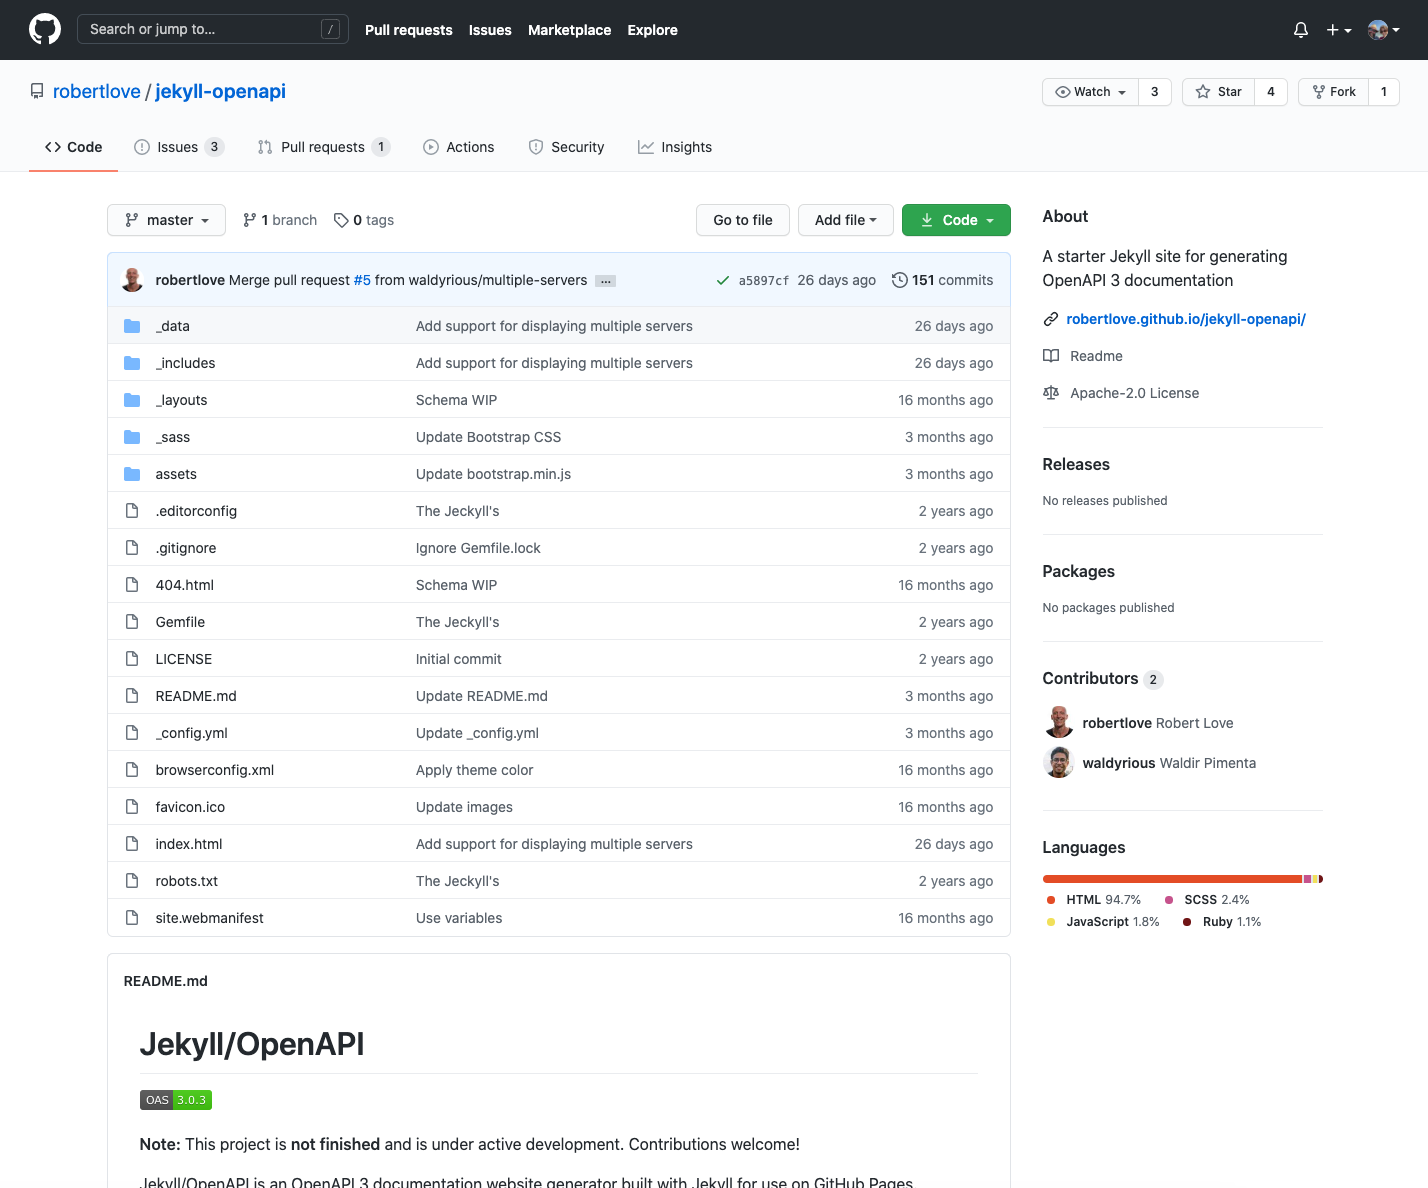 Search or jump to... /
Pull requests Issues Marketplace Explore
robertlove / jekyll-openapi
Watch 3 Star 4 Fork 1
Code Issues 3 Pull requests 1 Actions Security Insights
master 1 branch 0 tags Go to file Add file Code
robertlove Merge pull request #5 from waldyrious/multiple-servers ... a5897cf 26 days ago 151 commits
_data Add support for displaying multiple servers 26 days ago
_includes Add support for displaying multiple servers 26 days ago
_layouts Schema WIP 16 months ago
_sass Update Bootstrap CSS 3 months ago
assets Update bootstrap.min.js 3 months ago
.editorconfig The Jeckyll's 2 years ago
.gitignore Ignore Gemfile.lock 2 years ago
404.html Schema WIP 16 months ago
Gemfile The Jeckyll's 2 years ago
LICENSE Initial commit 2 years ago
README.md Update README.md 3 months ago
_config.yml Update _config.yml 3 months ago
browserconfig.xml Apply theme color 16 months ago
favicon.ico Update images 16 months ago
index.html Add support for displaying multiple servers 26 days ago
robots.txt The Jeckyll's 2 years ago
site.webmanifest Use variables 16 months ago
README.md
Jekyll/OpenAPI
OAS 3.0.3
Note: This project is not finished and is under active development. Contributions welcome!
Jekyll/OpenAPI is an OpenAPI 3 documentation website generator built with Jekyll for use on GitHub Pages.
About
A starter Jekyll site for generating
OpenAPI 3 documentation
robertlove.github.io/jekyll-openapi/
Readme
Apache-2.0 License
Releases
No releases published
Packages
No packages published
Contributors 2
robertlove Robert Love
waldyrious Waldir Pimenta
Languages
HTML 94.7% SCSS 2.4%
JavaScript 1.8% Ruby 1.1%